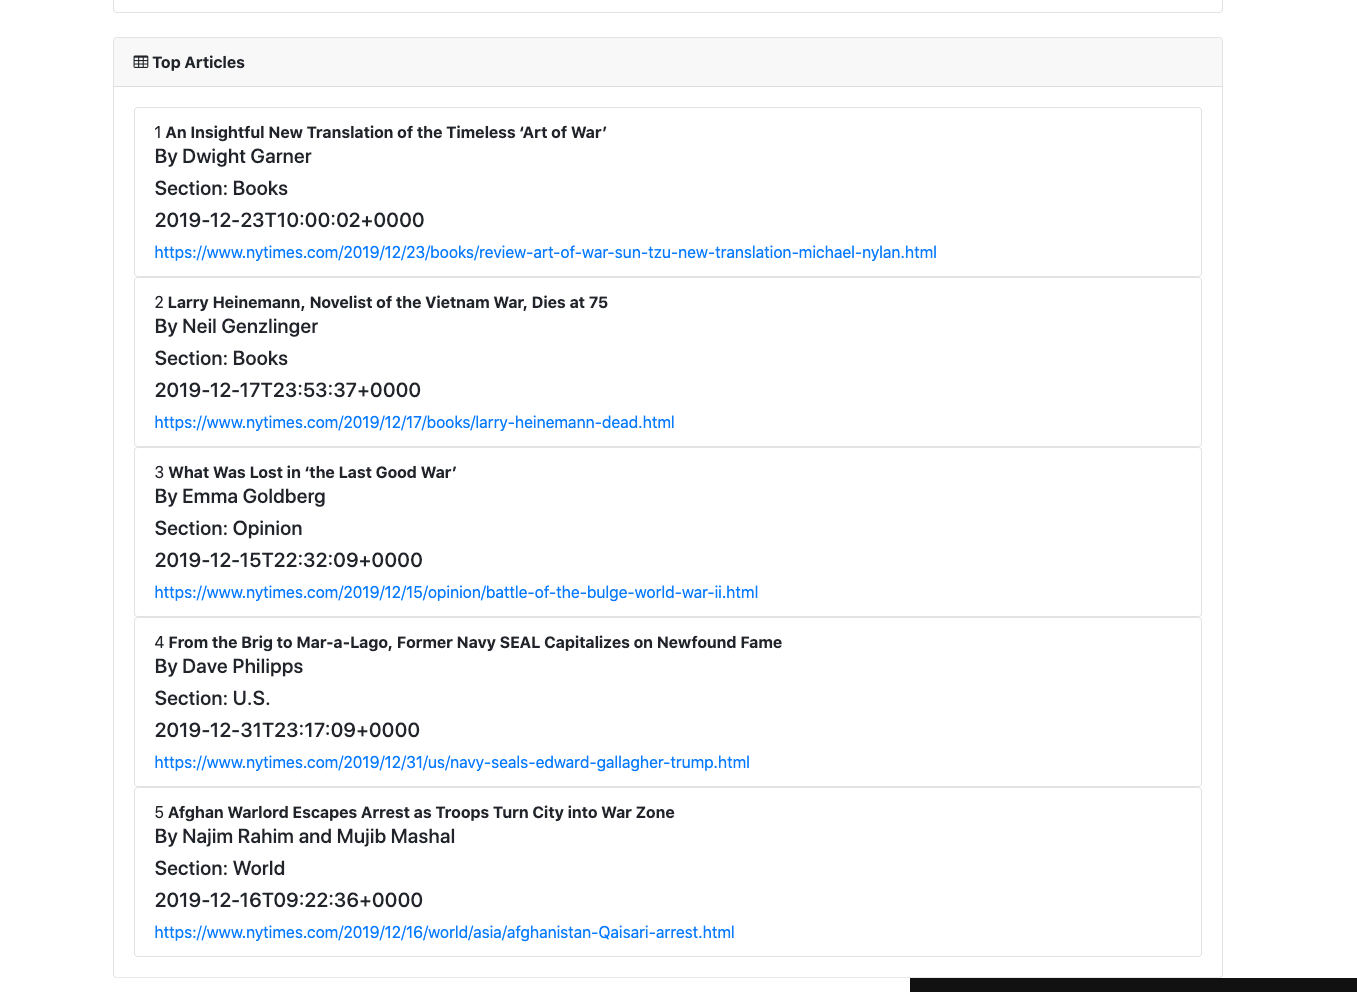 Top Articles
1 An Insightful New Translation of the Timeless ‘Art of War’
By Dwight Garner
Section: Books
2019-12-23T10:00:02+0000
https://www.nytimes.com/2019/12/23/books/review-art-of-war-sun-tzu-new-translation-michael-nylan.html
2 Larry Heinemann, Novelist of the Vietnam War, Dies at 75
By Neil Genzlinger
Section: Books
2019-12-17T23:53:37+0000
https://www.nytimes.com/2019/12/17/books/larry-heinemann-dead.html
3 What Was Lost in ‘the Last Good War’
By Emma Goldberg
Section: Opinion
2019-12-15T22:32:09+0000
https://www.nytimes.com/2019/12/15/opinion/battle-of-the-bulge-world-war-ii.html
4 From the Brig to Mar-a-Lago, Former Navy SEAL Capitalizes on Newfound Fame
By Dave Philipps
Section: U.S.
2019-12-31T23:17:09+0000
https://www.nytimes.com/2019/12/31/us/navy-seals-edward-gallagher-trump.html
5 Afghan Warlord Escapes Arrest as Troops Turn City into War Zone
By Najim Rahim and Mujib Mashal
Section: World
2019-12-16T09:22:36+0000
https://www.nytimes.com/2019/12/16/world/asia/afghanistan-Qaisari-arrest.html